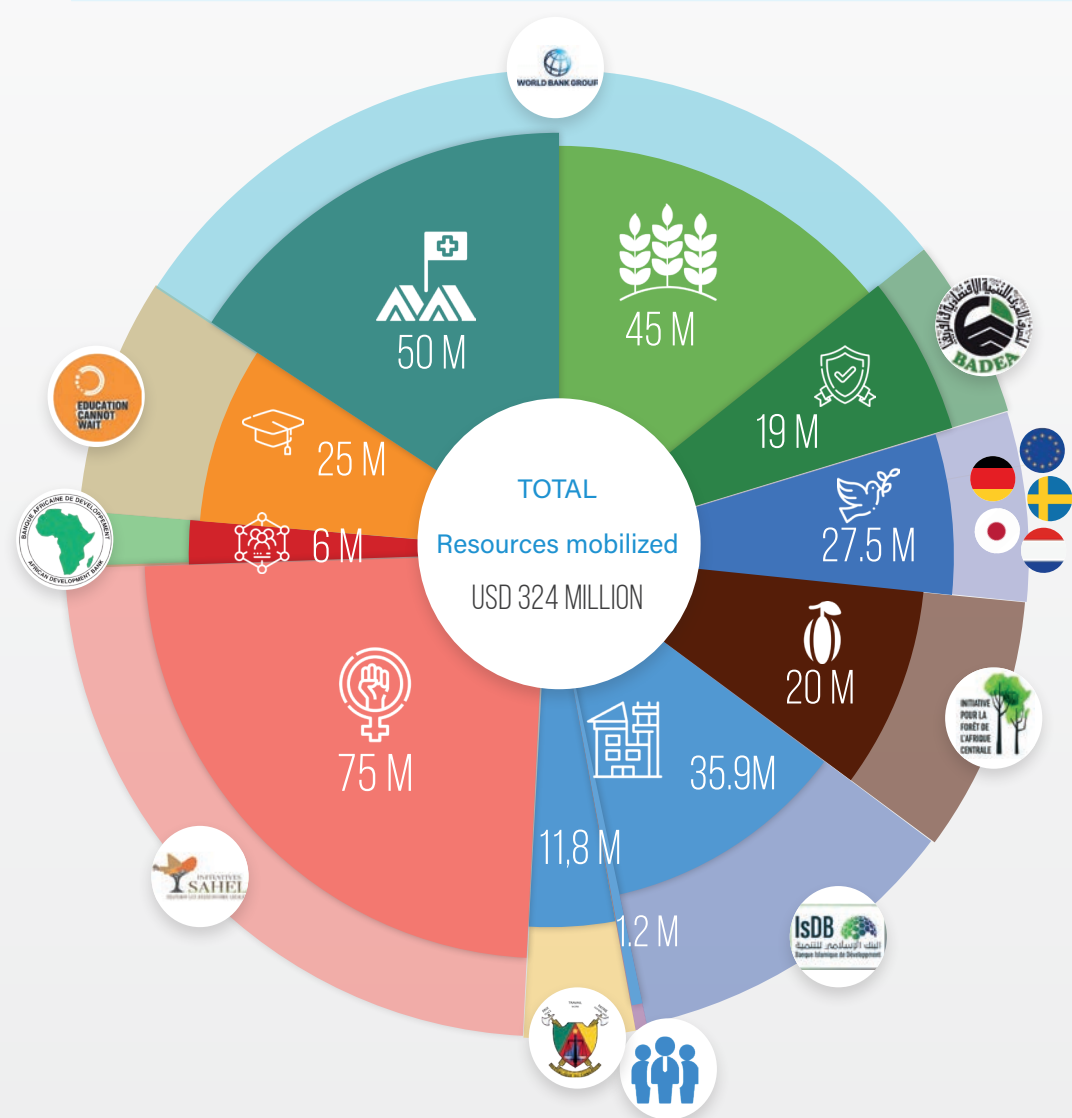 WORLD BANK GROUP
50 M
45 M
BADEA
19 M
EDUCATION
CANNOT
WAIT
25 M
TOTAL
Resources mobilized
USD 324 MILLION
27.5 M
BANQUE AFRICAINE DE DEVELOPPEMENT
AFRICAN DEVELOPMENT BANK
6 M
20 M
INITIATIVE
POUR LA
FORÊT DE
L'AFRIQUE
CENTRALE
75 M
35.9M
11,8 M
INITIATIVES
SAHEL
1.2 M
IsDB
البنك الإسلامي للتنمية
Banque Islamique de Développement